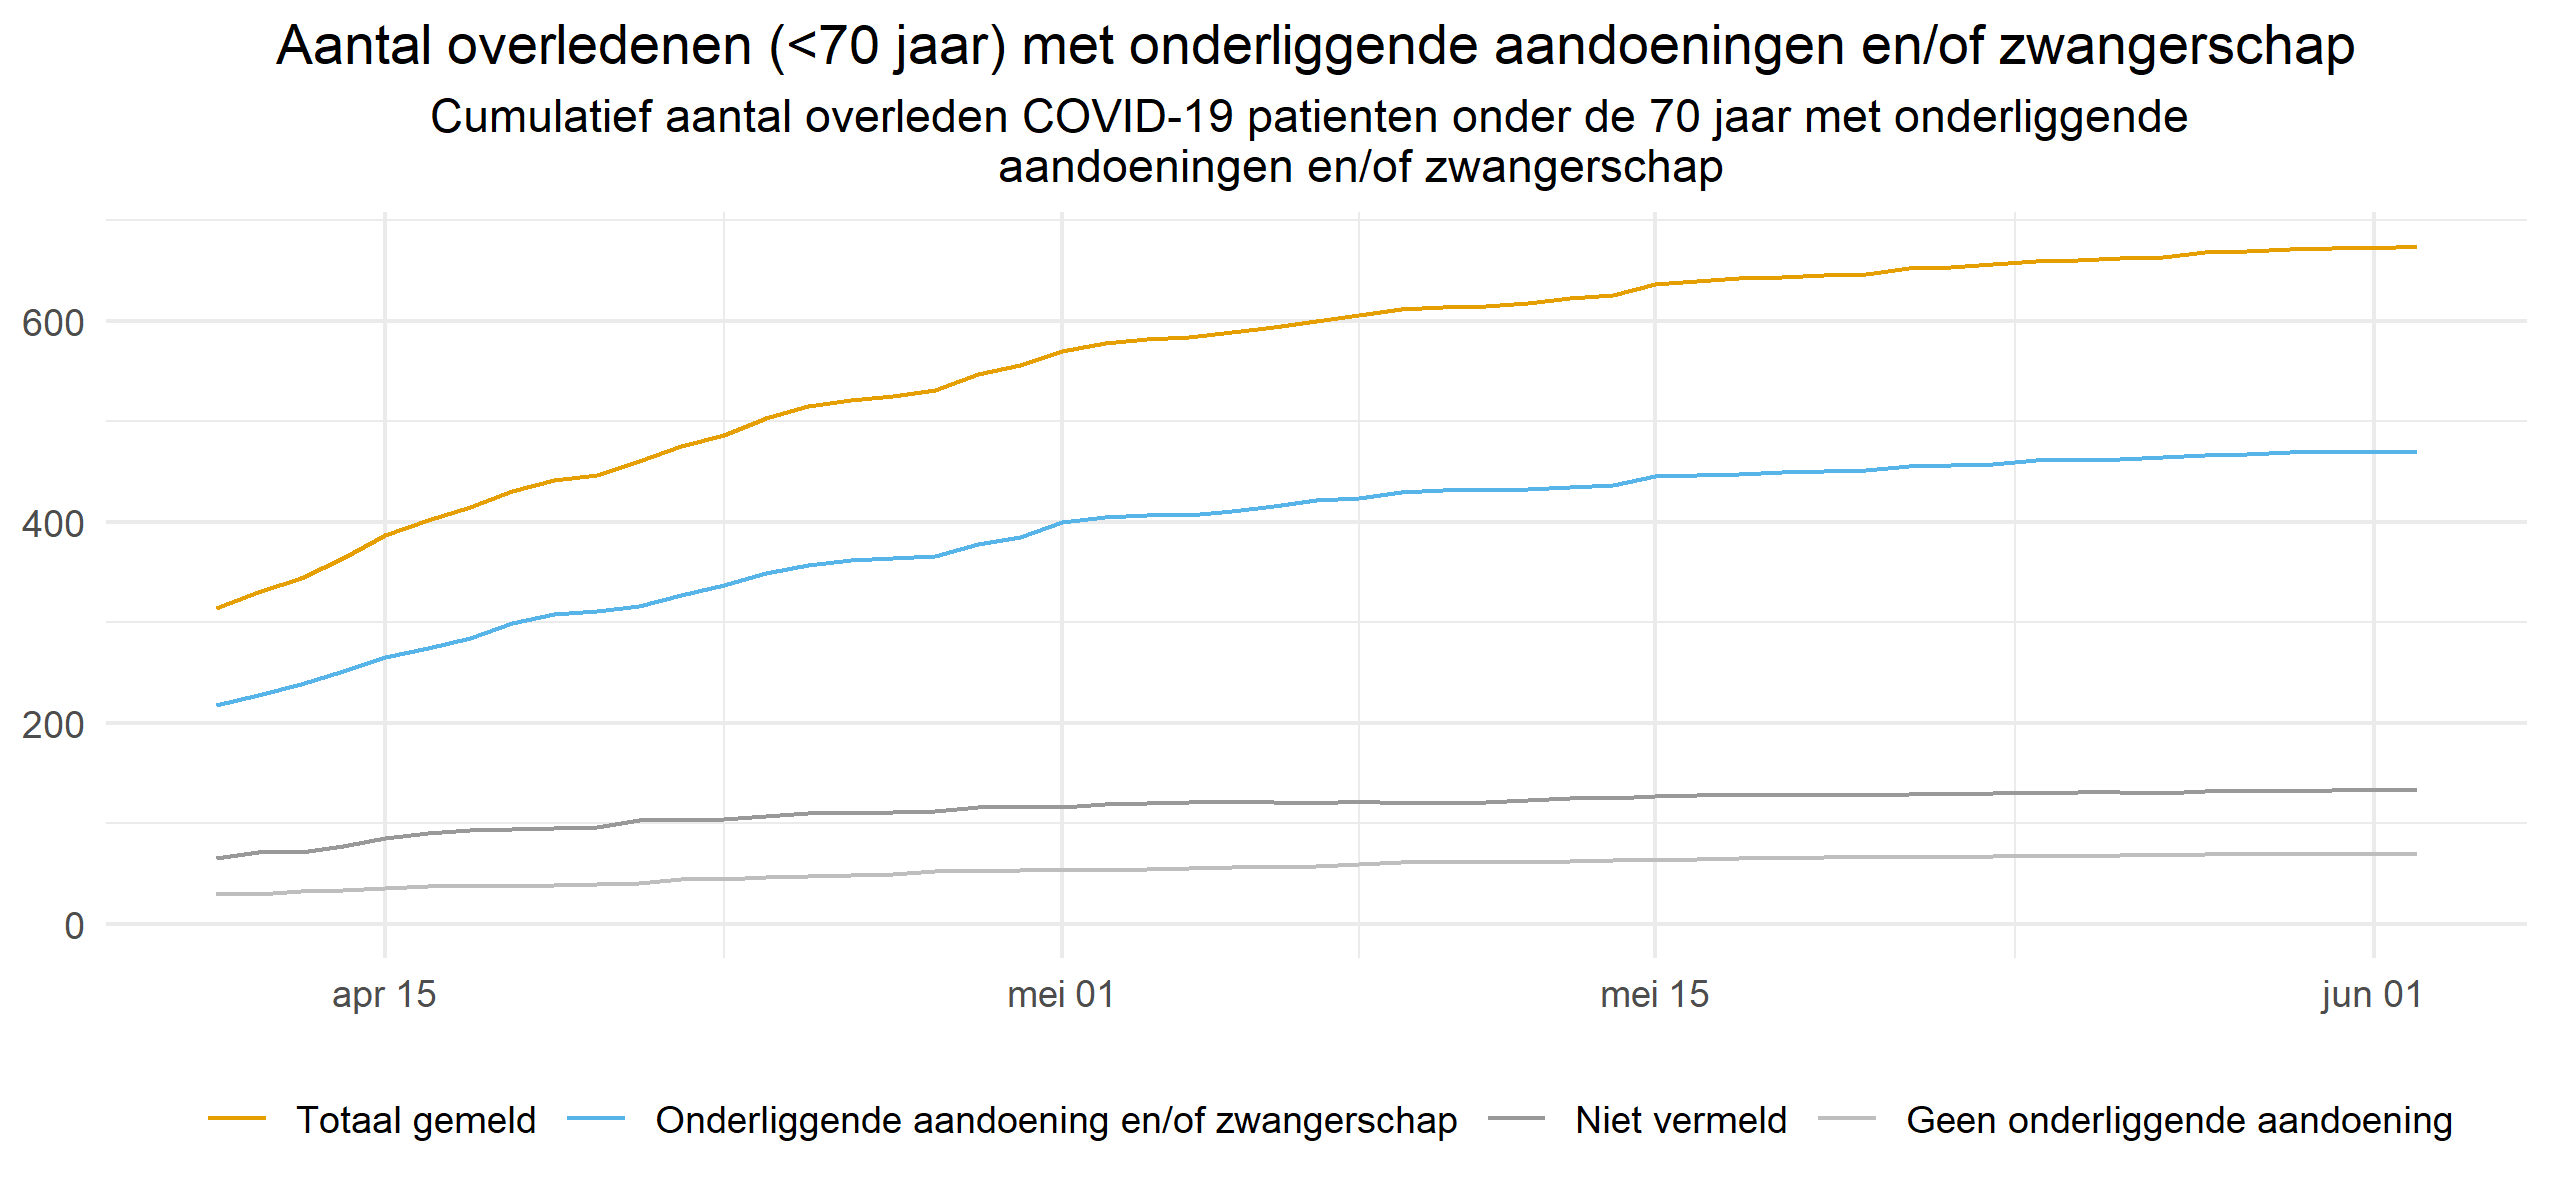 Aantal overledenen (<70 jaar) met onderliggende aandoeningen en/of zwangerschap
Cumulatief aantal overleden COVID-19 patienten onder de 70 jaar met onderliggende
aandoeningen en/of zwangerschap
600
400
200
0
apr 15 mei 01 mei 15 jun 01
Totaal gemeld Onderliggende aandoening en/of zwangerschap Niet vermeld Geen onderliggende aandoening